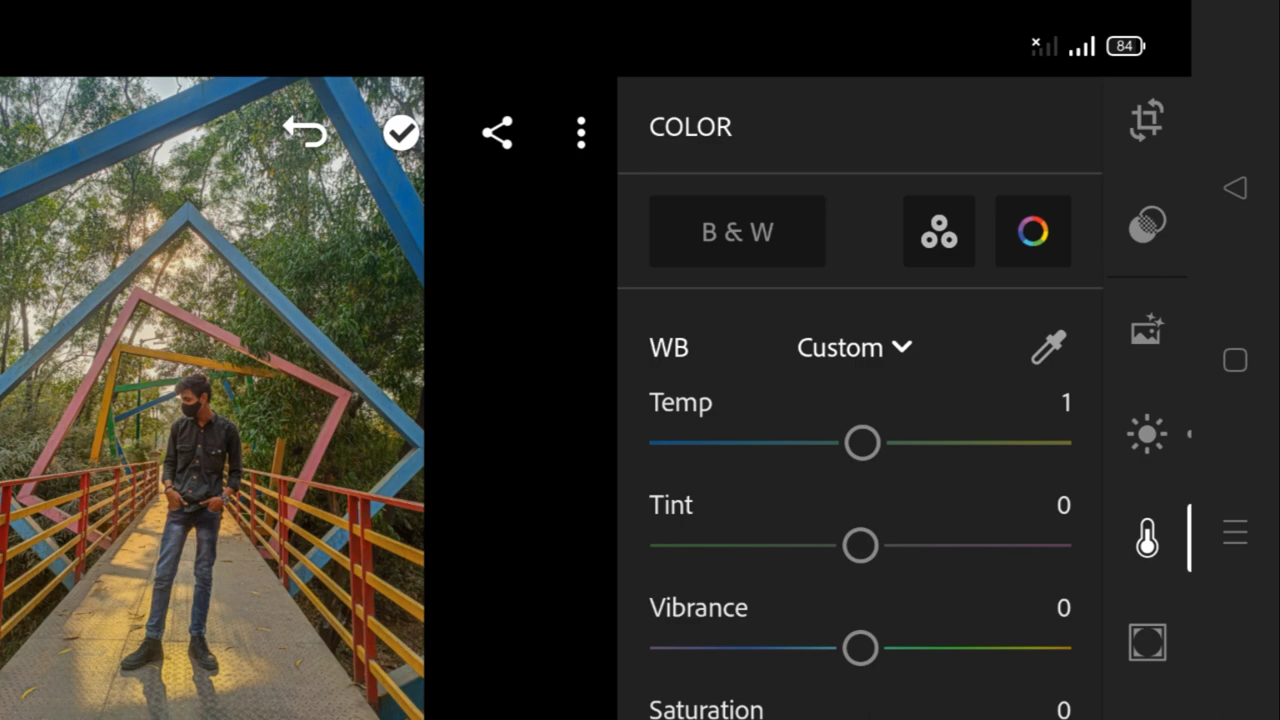 84
COLOR
B & W
WB Custom
Temp 1
Tint 0
Vibrance 0
Saturation 0